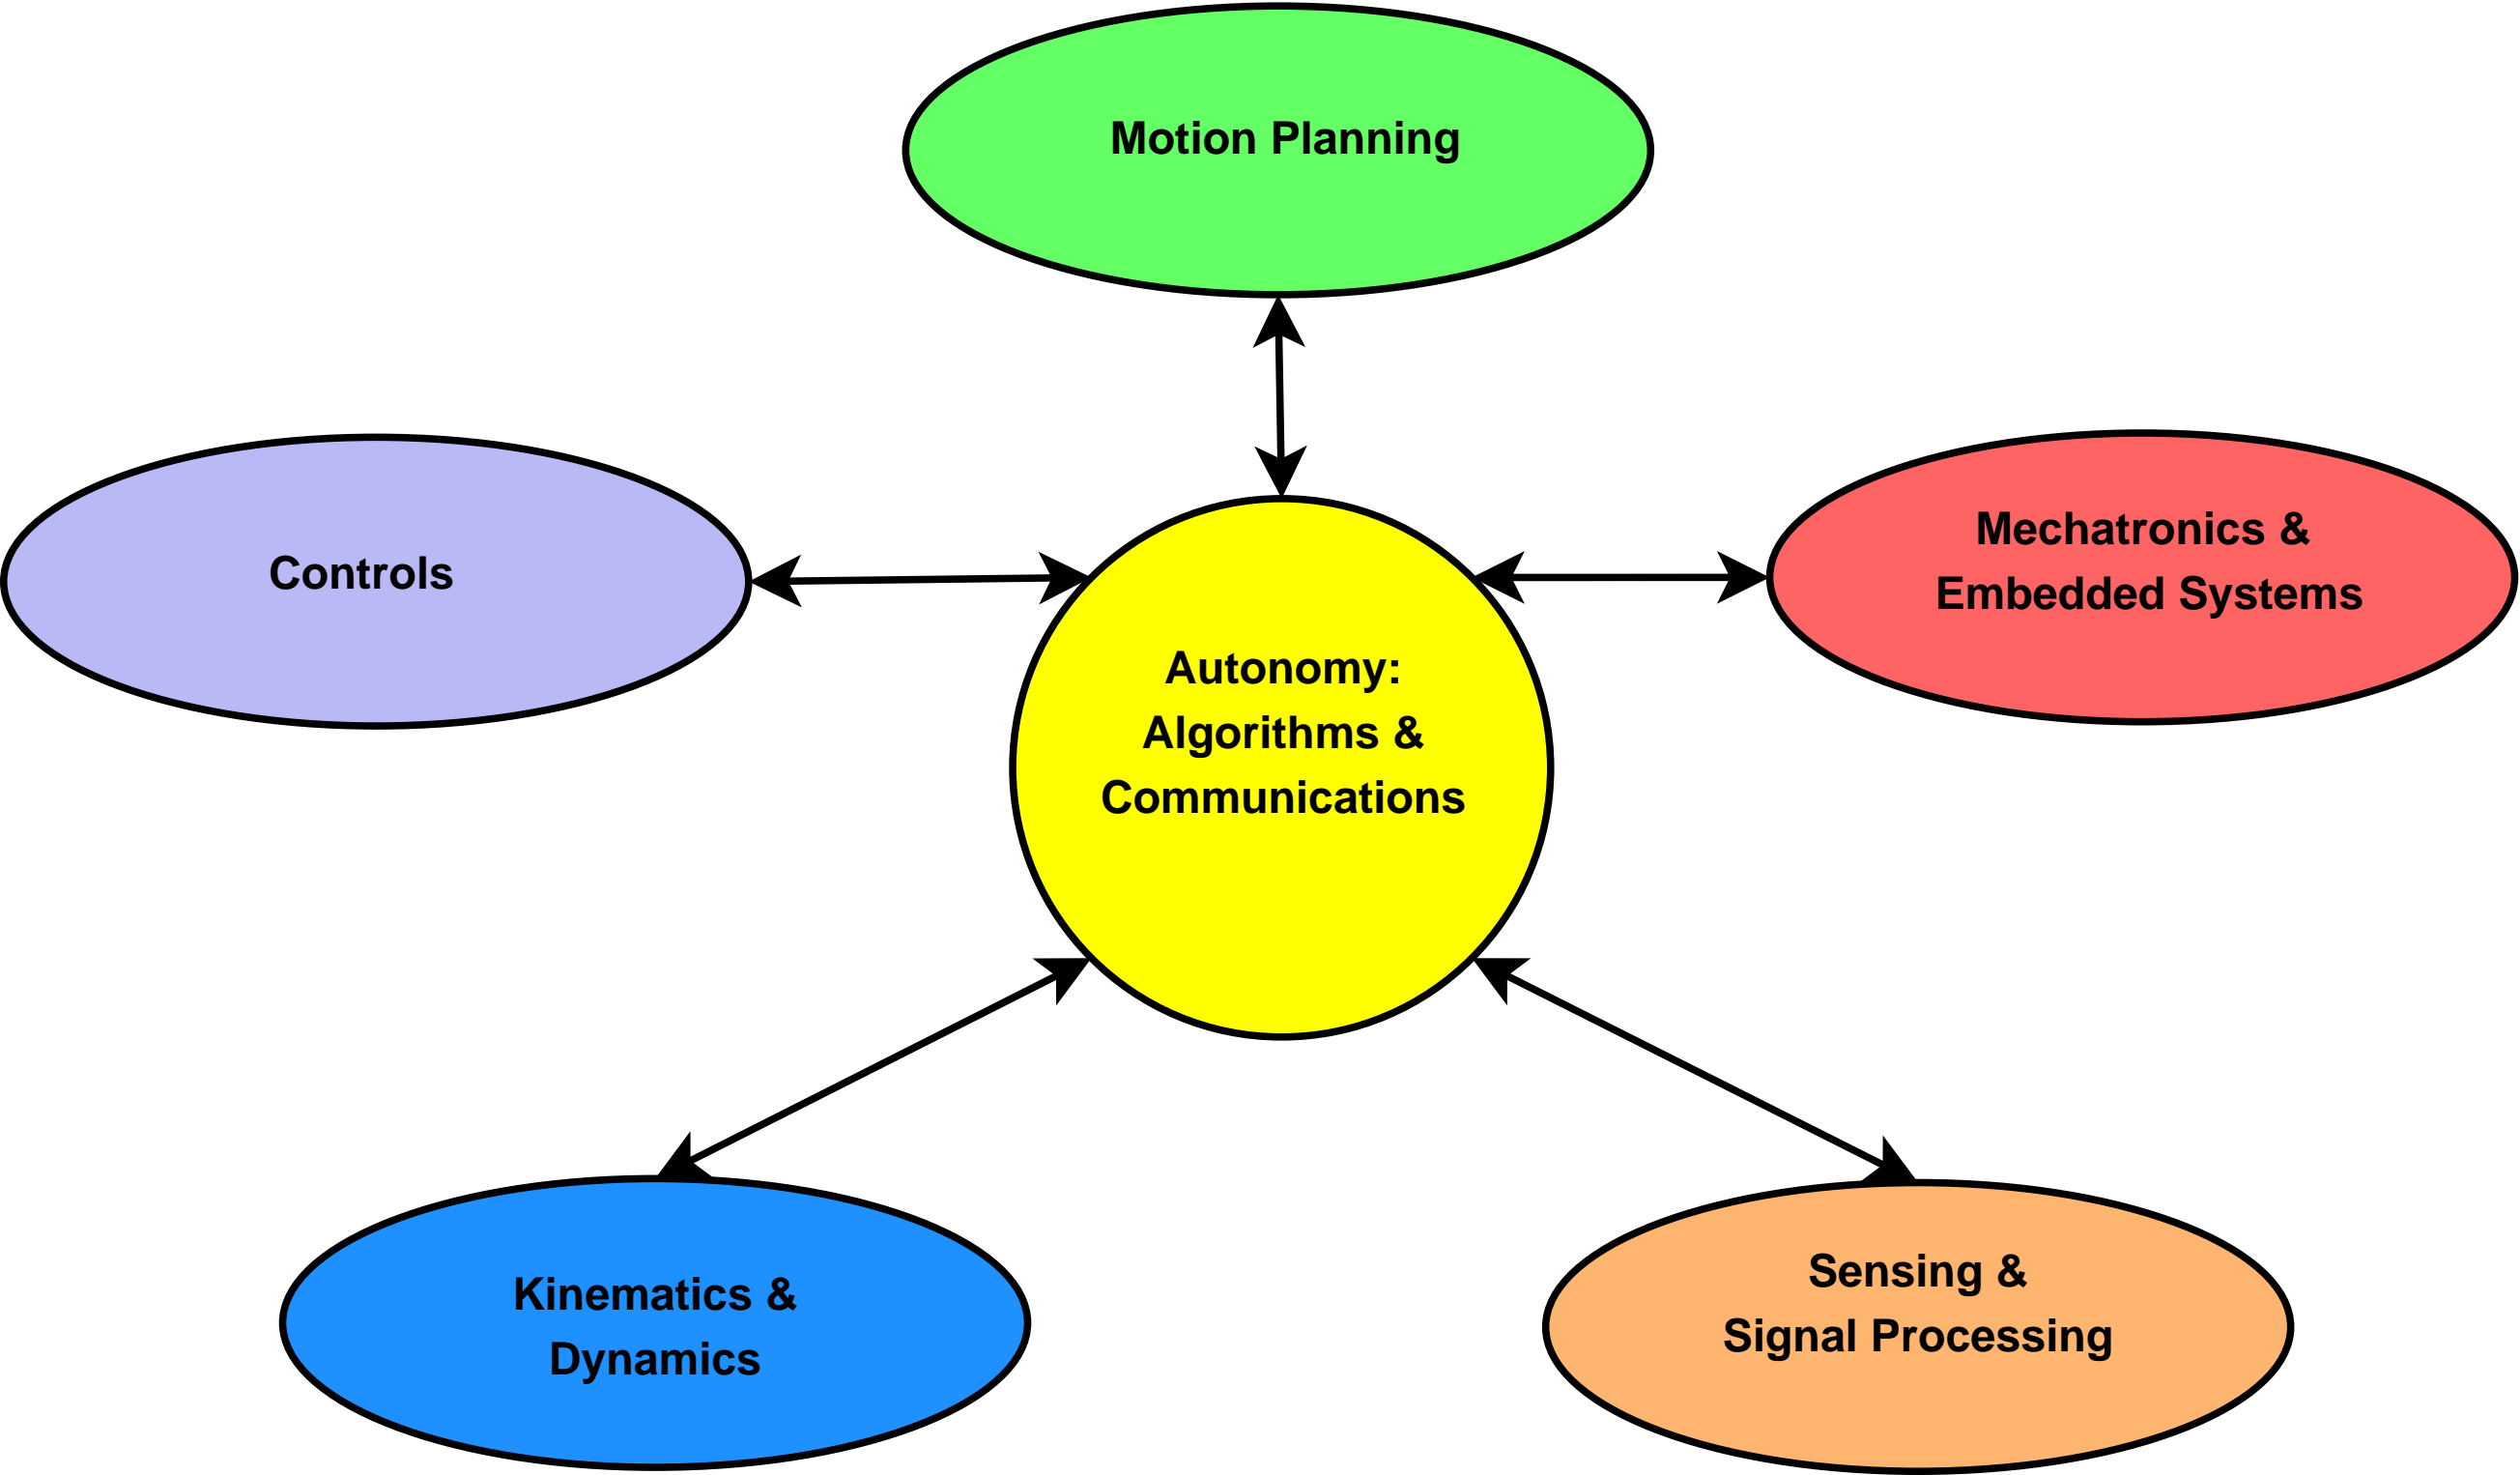 Motion Planning
Controls
Mechatronics &
Embedded Systems
Autonomy:
Algorithms &
Communications
Kinematics &
Dynamics
Sensing &
Signal Processing